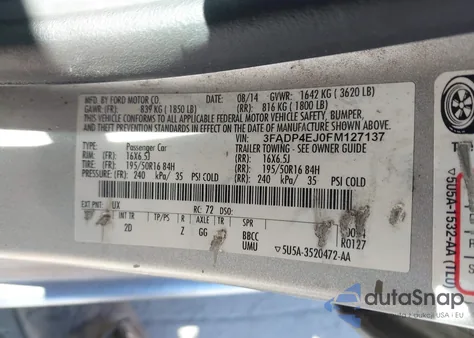 MFD. BY FORD MOTOR CO.
DATE: 08/14 GVWR: 1642 KG (3620 LB)
GAWR: (FR): 839 KG (1850 LB) (RR): 816 KG (1800 LB)
THIS VEHICLE CONFORMS TO ALL APPLICABLE FEDERAL MOTOR VEHICLE
SAFETY, BUMPER, AND THEFT PREVENTION STANDARDS IN EFFECT ON THE DATE OF
MANUFACTURE SHOWN ABOVE.
VIN: 3FADP4EJ0FM127137
TYPE: Passenger Car TRAILER TOWING - SEE OWNER GUIDE
RIM: (FR): 16X6.5J (RR): 16X6.5J
TIRE: (FR): 195/50R16 84H (RR): 195/50R16 84H
PRESSURE: (FR): 240 kPa/ 35 PSI COLD (RR): 240 kPa/ 35 PSI COLD
EXT PNT: UX RC: 72 DSO:
INT TR TP/PS R AXLE TR SPR
2D Z GG BBCC
UMU R0127
▽5U5A-3520472-AA
5U5A-1532-AA
dutaSnap